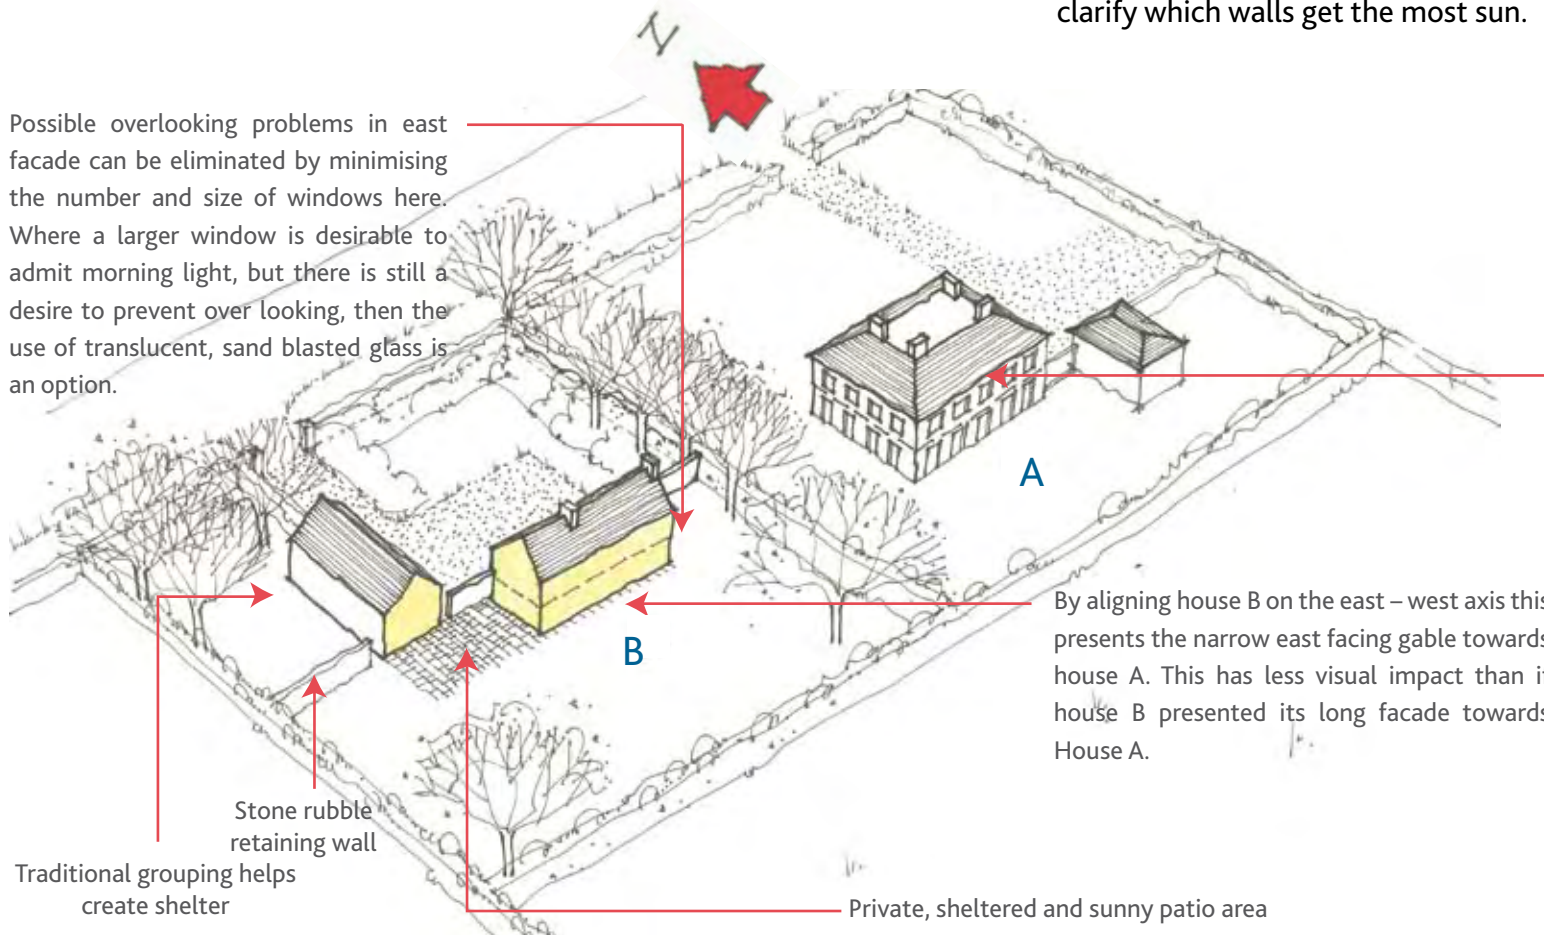 clarify which walls get the most sun.
N
Possible overlooking problems in east
facade can be eliminated by minimising
the number and size of windows here.
Where a larger window is desirable to
admit morning light, but there is still a
desire to prevent over looking, then the
use of translucent, sand blasted glass is
an option.
A
B
By aligning house B on the east – west axis this
presents the narrow east facing gable towards
house A. This has less visual impact than if
house B presented its long facade towards
House A.
Stone rubble
retaining wall
Traditional grouping helps
create shelter
Private, sheltered and sunny patio area